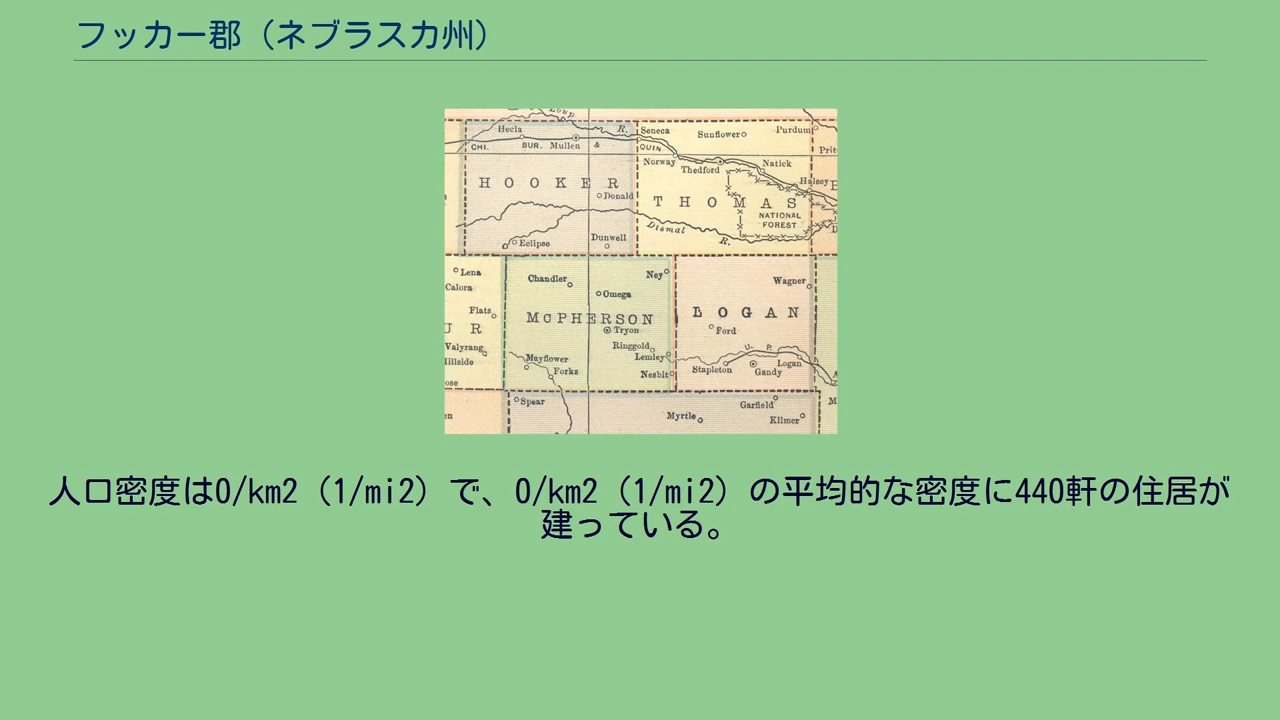 フッカー郡（ネブラスカ州）
Loup
Hecla
R.
Seneca
Sunflower
Purdum
CHI.
BUR.
Mullen
&
QUIN
Norway
Thedford
Natick
Halsey
HOOKER
Donald
THOMAS
NATIONAL
FOREST
Dismal
R.
Eclipse
Dunwell
Lena
Calora
Chandler
Ney
Wagner
Omega
Flats
U R
McPHERSON
LOGAN
Tryon
Ford
Valyrang
Ringgold
Lemley
U. P.
Hillside
Mayflower
Forks
Nesbit
Stapleton
Gandy
Logan
Spear
Garfield
Myrtle
Kilmer
人口密度は0/km2（1/mi2）で、0/km2（1/mi2）の平均的な密度に440軒の住居が
建っている。